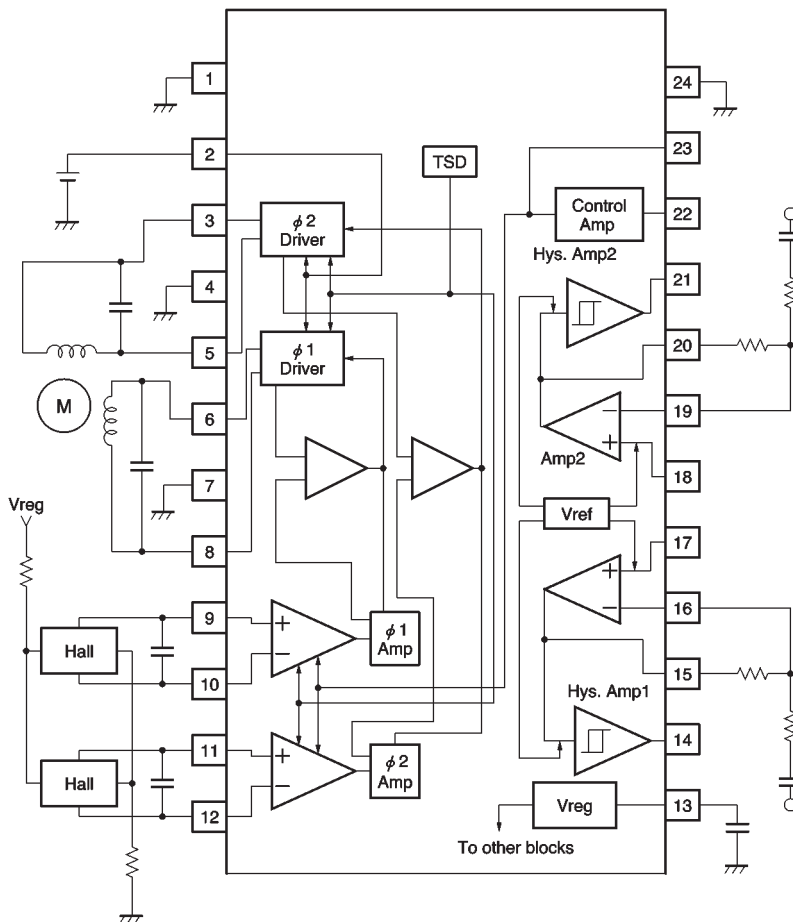 1
24
2
23
TSD
3
φ2
Driver
Control
Amp
22
Hys. Amp2
4
21
φ1
Driver
5
20
M
6
−
19
+
Amp2
18
7
Vreg
Vref
17
8
+
−
16
9
+
φ1
Amp
Hall
15
−
10
Hys. Amp1
11
+
14
φ2
Amp
Hall
−
12
Vreg
13
To other blocks